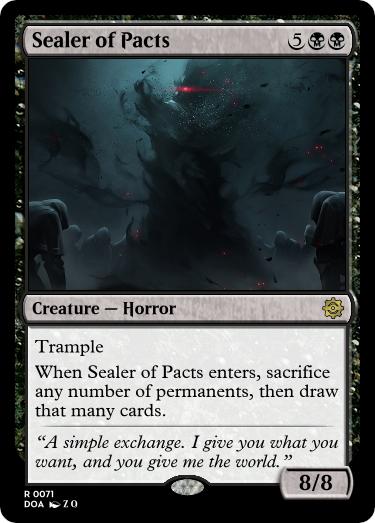 Sealer of Pacts 5
Creature — Horror
Trample
When Sealer of Pacts enters, sacrifice
any number of permanents, then draw
that many cards.
“A simple exchange. I give you what you
want, and you give me the world.”
8/8
R 0071
DOA ZQ